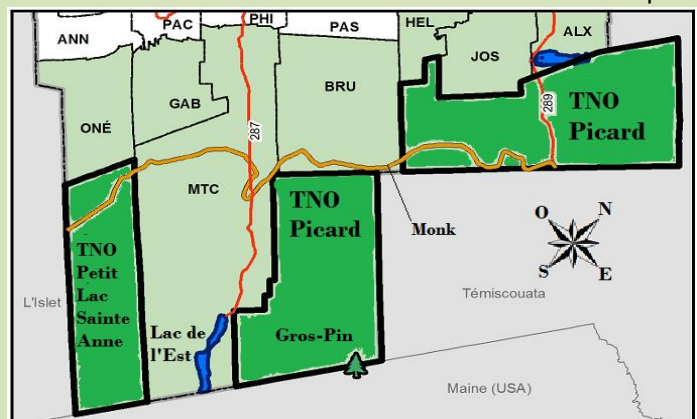 ANN
PAC
PHI
PAS
HEL
ALX
JOS
BRU
GAB
ONÉ
287
289
TNO
Picard
MTC
TNO
Picard
Monk
O
N
S
E
TNO
Petit
Lac
Sainte
Anne
L'Islet
Lac de
l'Est
Gros-Pin
Témiscouata
Maine (USA)